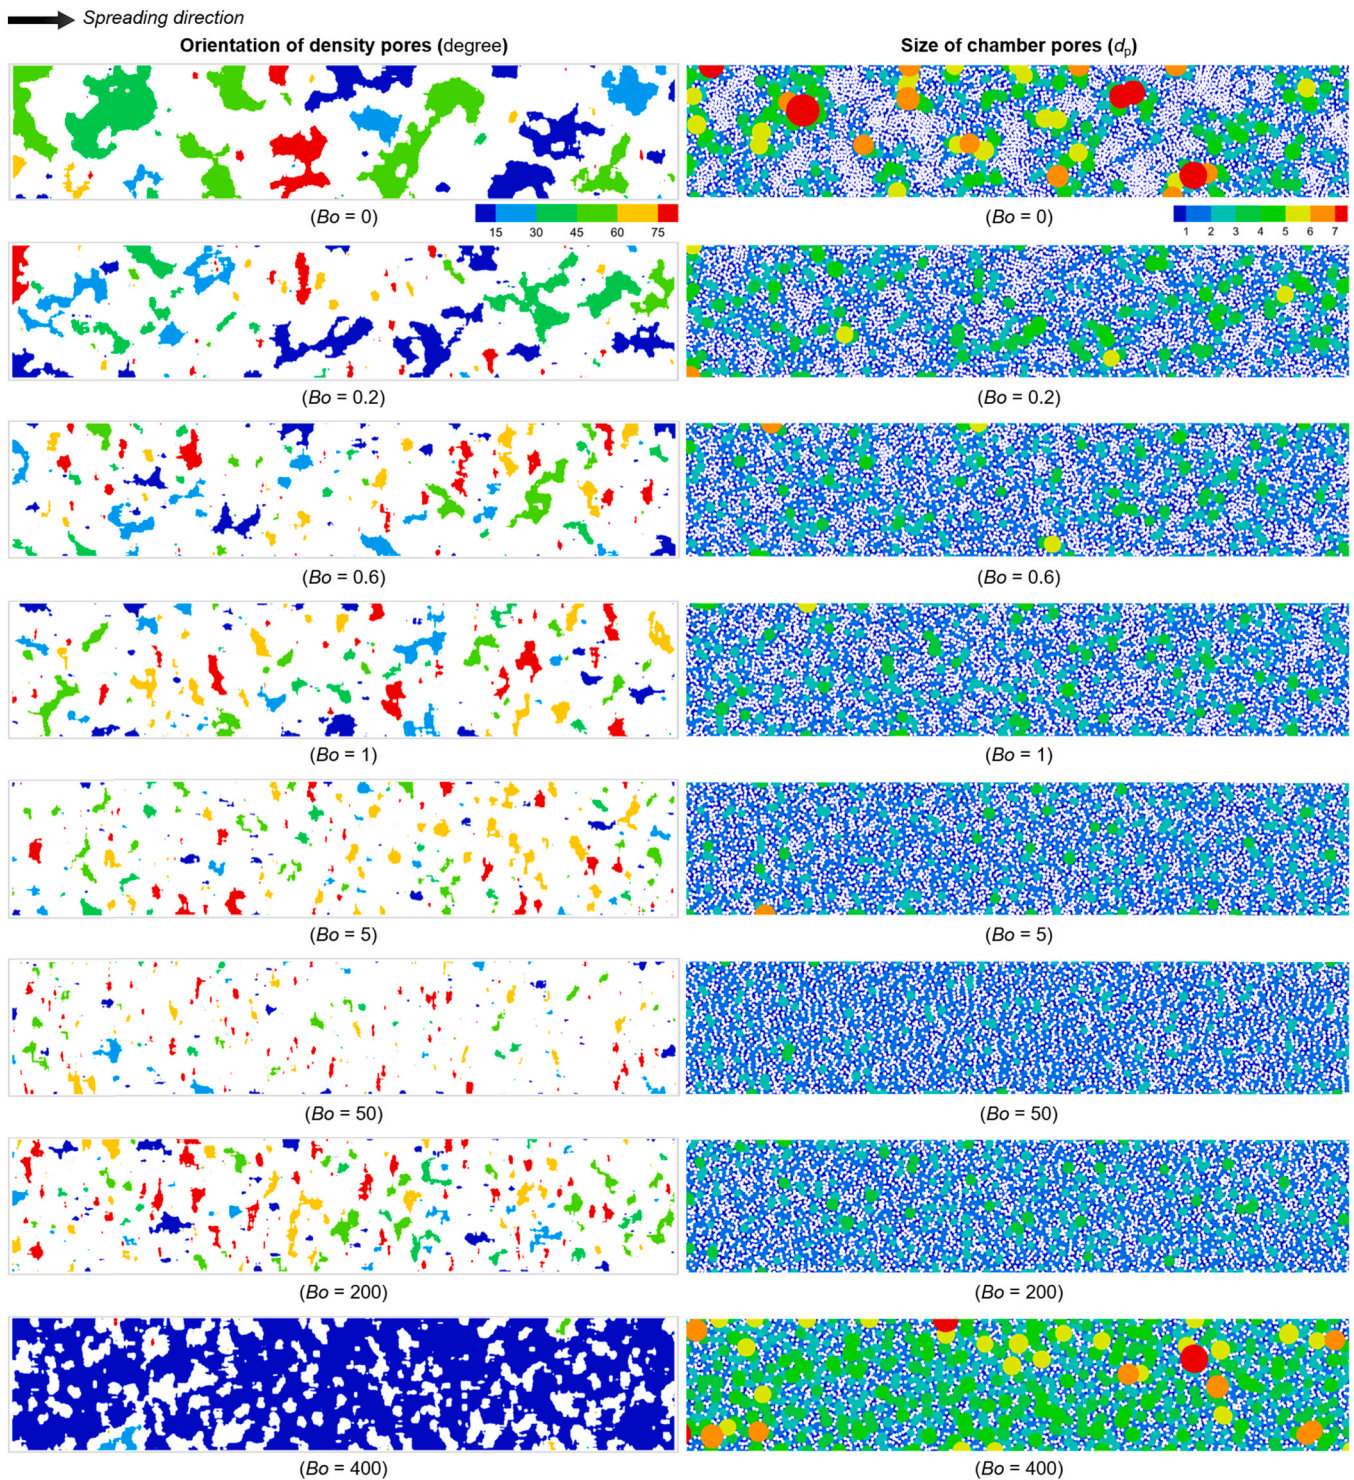 Spreading direction
Orientation of density pores (degree)
Size of chamber pores (dp)
(Bo = 0)
15 30 45 60 75
(Bo = 0)
1 2 3 4 5 6 7
(Bo = 0.2)
(Bo = 0.2)
(Bo = 0.6)
(Bo = 0.6)
(Bo = 1)
(Bo = 1)
(Bo = 5)
(Bo = 5)
(Bo = 50)
(Bo = 50)
(Bo = 200)
(Bo = 200)
(Bo = 400)
(Bo = 400)